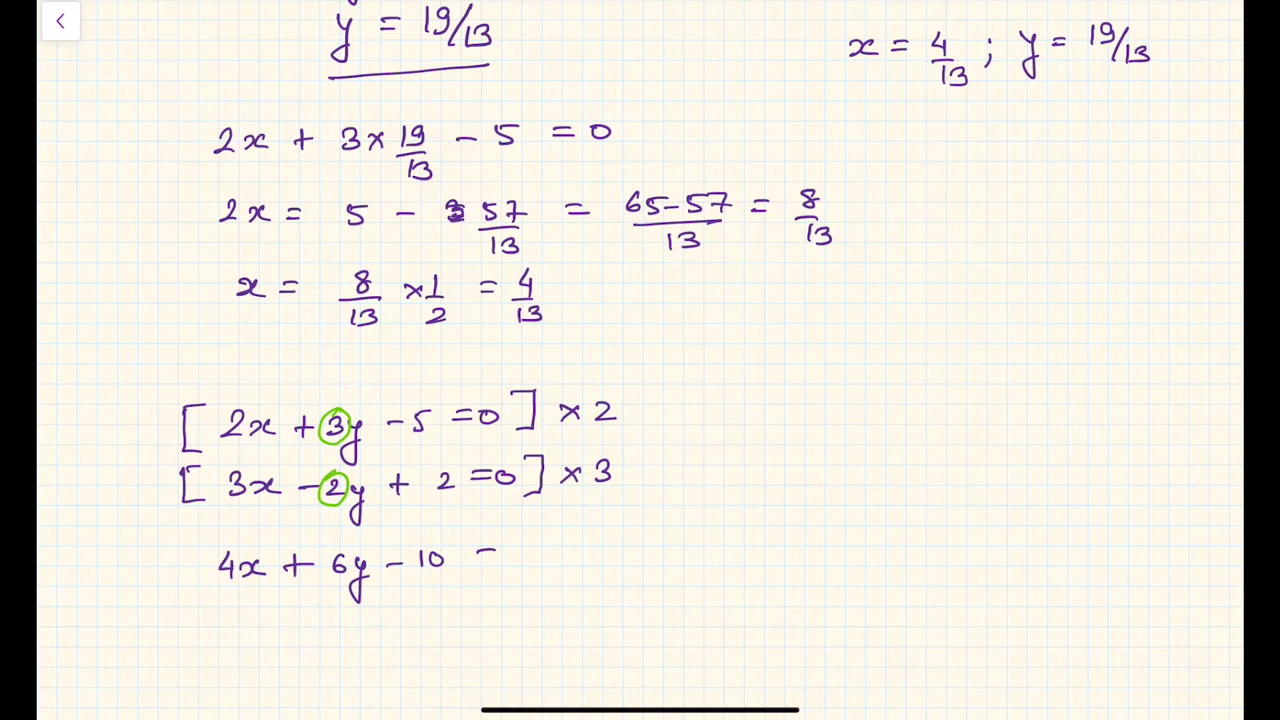 y = 19/13
x = 4/13 ; y = 19/13
2x + 3 × 19/13 - 5 = 0
2x = 5 - 57/13 = 65-57/13 = 8/13
x = 8/13 × 1/2 = 4/13
[ 2x + 3y - 5 = 0 ] × 2
[ 3x - 2y + 2 = 0 ] × 3
4x + 6y - 10 -